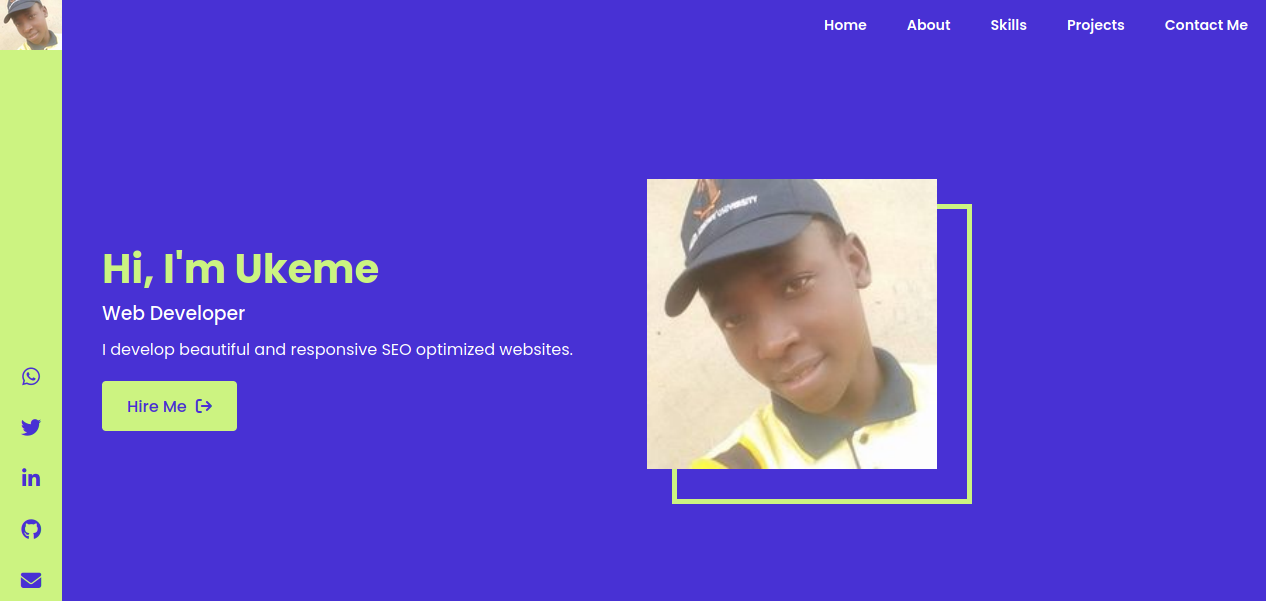 Home About Skills Projects Contact Me
UNIVERSITY
Hi, I'm Ukeme
Web Developer
I develop beautiful and responsive SEO optimized websites.
Hire Me